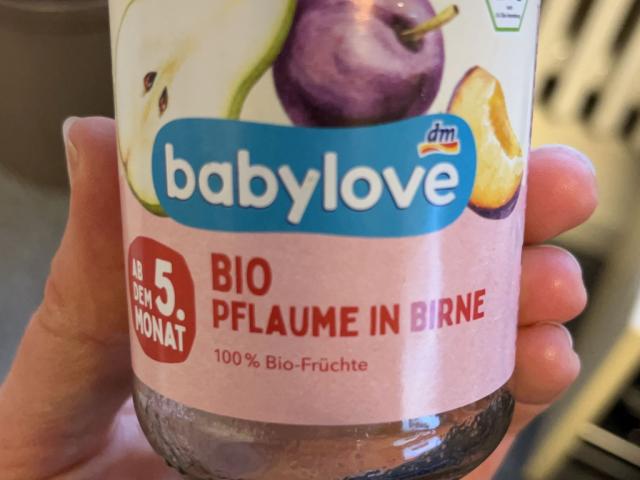 dm
babylove
AB
DEM 5.
MONAT
BIO
PFLAUME IN BIRNE
100 % Bio-Früchte